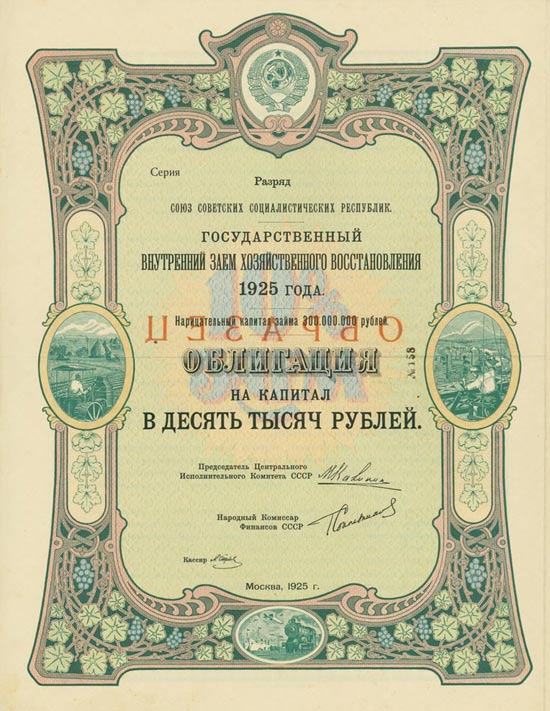 Серия
Разряд
СОЮЗ СОВЕТСКИХ СОЦИАЛИСТИЧЕСКИХ РЕСПУБЛИК.
ГОСУДАРСТВЕННЫЙ
ВНУТРЕННИЙ ЗАЕМ ХОЗЯЙСТВЕННОГО ВОССТАНОВЛЕНИЯ
1925 ГОДА.
10%
Нарицательный капитал займа 300.000.000 рублей.
ОБРАЗЕЦ
ОБЛИГАЦИЯ
№ 158
НА КАПИТАЛ
В ДЕСЯТЬ ТЫСЯЧ РУБЛЕЙ.
Председатель Центрального
Исполнительного Комитета СССР
Народный Комиссар
Финансов СССР
Кассир
Москва, 1925 г.